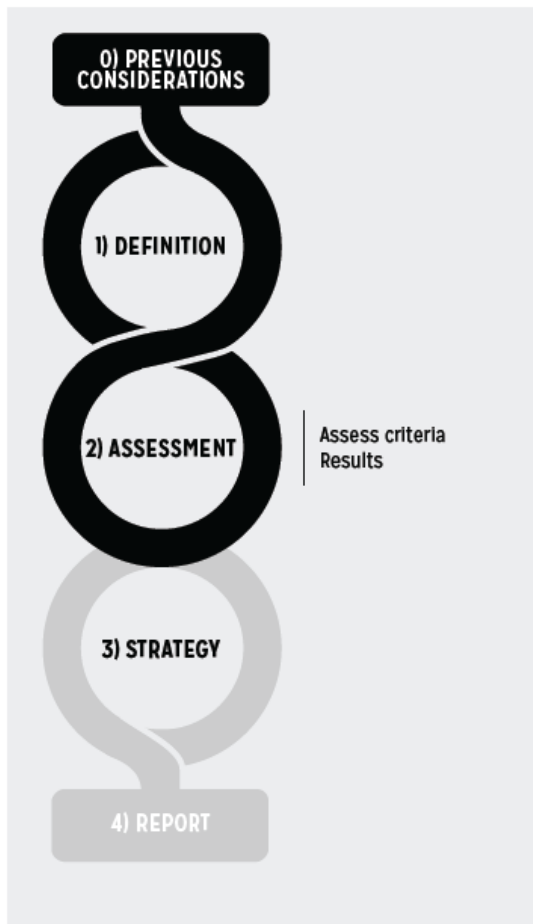 0) PREVIOUS
CONSIDERATIONS
1) DEFINITION
2) ASSESSMENT
Assess criteria
Results
3) STRATEGY
4) REPORT